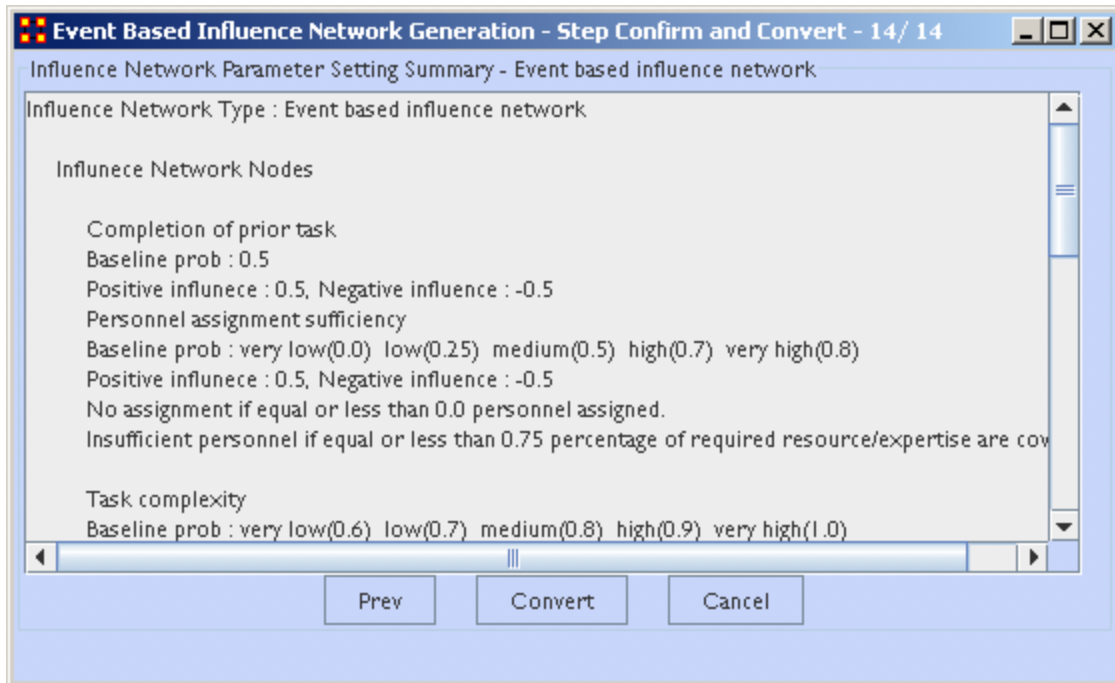 Event Based Influence Network Generation - Step Confirm and Convert - 14/ 14
Influence Network Parameter Setting Summary - Event based influence network
Influence Network Type : Event based influence network
Influnece Network Nodes
Completion of prior task
Baseline prob : 0.5
Positive influnece : 0.5, Negative influence : -0.5
Personnel assignment sufficiency
Baseline prob : very low(0.0) low(0.25) medium(0.5) high(0.7) very high(0.8)
Positive influnece : 0.5, Negative influence : -0.5
No assignment if equal or less than 0.0 personnel assigned.
Insufficient personnel if equal or less than 0.75 percentage of required resource/expertise are cov
Task complexity
Baseline prob : very low(0.6) low(0.7) medium(0.8) high(0.9) very high(1.0)
Prev Convert Cancel